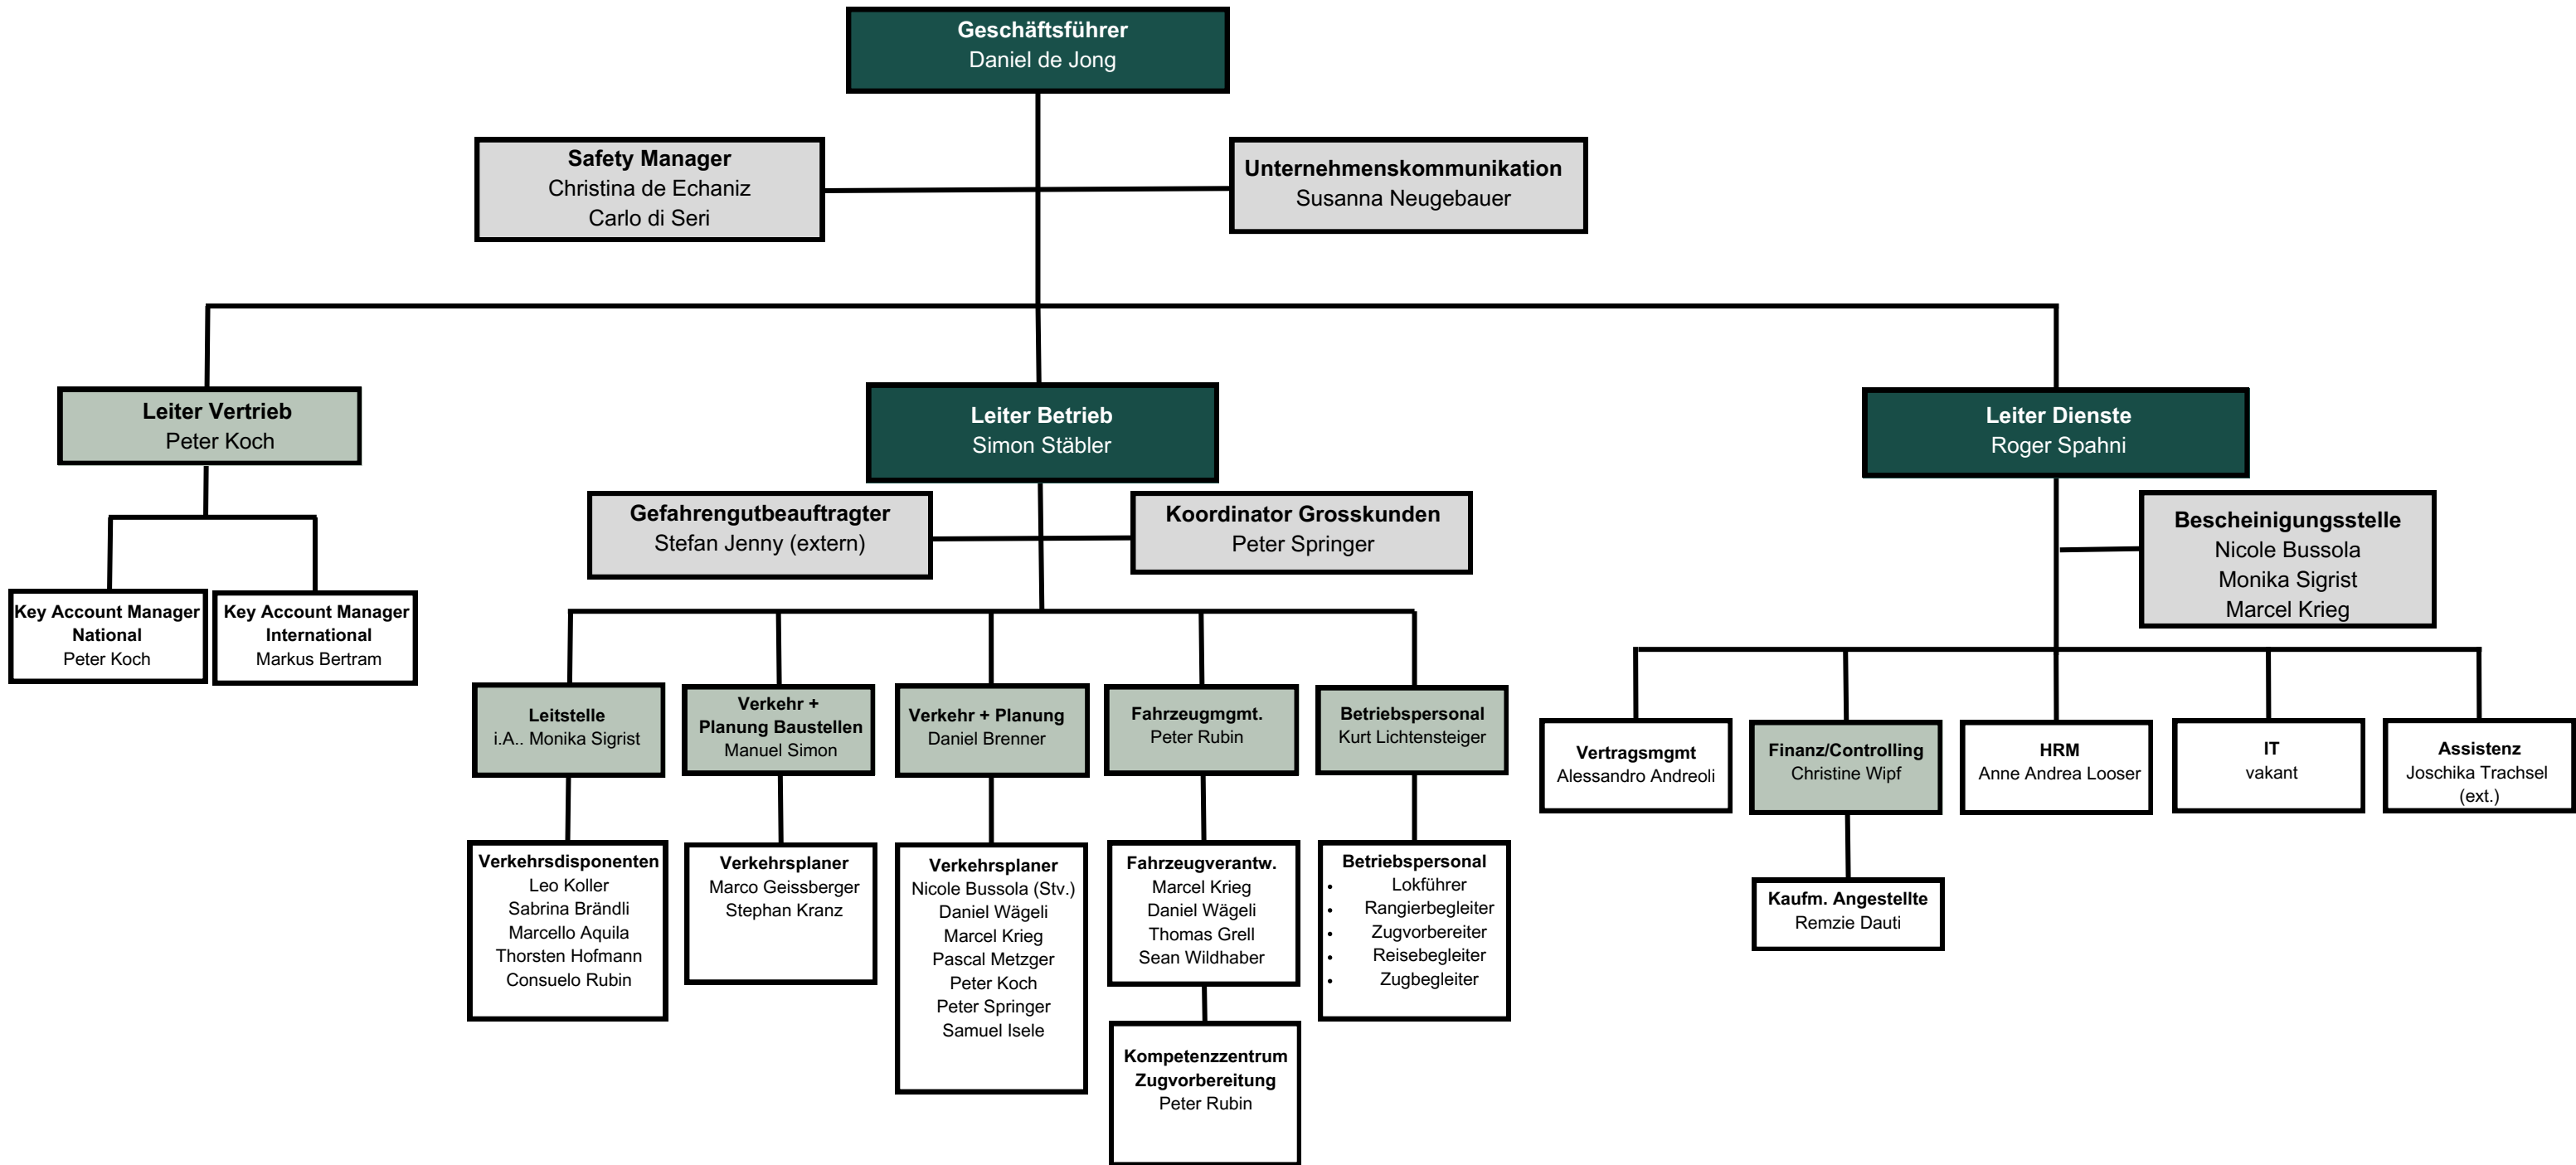 Geschäftsführer
Daniel de Jong
Safety Manager
Christina de Echaniz
Carlo di Seri
Unternehmenskommunikation
Susanna Neugebauer
Leiter Vertrieb
Peter Koch
Leiter Betrieb
Simon Stäbler
Leiter Dienste
Roger Spahni
Gefahrengutbeauftragter
Stefan Jenny (extern)
Koordinator Grosskunden
Peter Springer
Bescheinigungsstelle
Nicole Bussola
Monika Sigrist
Marcel Krieg
Key Account Manager
National
Peter Koch
Key Account Manager
International
Markus Bertram
Leitstelle
i.A.. Monika Sigrist
Verkehr +
Planung Baustellen
Manuel Simon
Verkehr + Planung
Daniel Brenner
Fahrzeugmgmt.
Peter Rubin
Betriebspersonal
Kurt Lichtensteiger
Vertragsmgmt
Alessandro Andreoli
Finanz/Controlling
Christine Wipf
HRM
Anne Andrea Looser
IT
vakant
Assistenz
Joschika Trachsel
(ext.)
Verkehrsdisponenten
Leo Koller
Sabrina Brändli
Marcello Aquila
Thorsten Hofmann
Consuelo Rubin
Verkehrsplaner
Marco Geissberger
Stephan Kranz
Verkehrsplaner
Nicole Bussola (Stv.)
Daniel Wägeli
Marcel Krieg
Pascal Metzger
Peter Koch
Peter Springer
Samuel Isele
Fahrzeugverantw.
Marcel Krieg
Daniel Wägeli
Thomas Grell
Sean Wildhaber
Betriebspersonal
• Lokführer
• Rangierbegleiter
• Zugvorbereiter
• Reisebegleiter
• Zugbegleiter
Kaufm. Angestellte
Remzie Dauti
Kompetenzzentrum
Zugvorbereitung
Peter Rubin